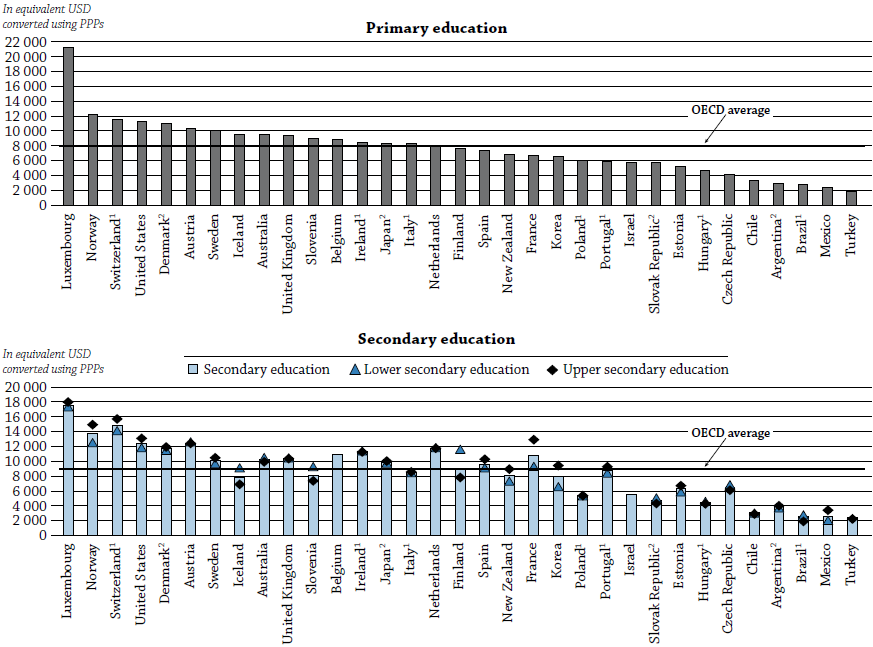 In equivalent USD
converted using PPPs
Primary education
22 000
20 000
18 000
16 000
14 000
12 000
10 000
8 000
6 000
4 000
2 000
0
OECD average
Luxembourg
Norway
Switzerland¹
United States
Denmark²
Austria
Sweden
Iceland
Australia
United Kingdom
Slovenia
Belgium
Ireland¹
Japan²
Italy¹
Netherlands
Finland
Spain
New Zealand
France
Korea
Poland¹
Portugal¹
Israel
Slovak Republic²
Estonia
Hungary¹
Czech Republic
Chile
Argentina²
Brazil¹
Mexico
Turkey
Secondary education
In equivalent USD
converted using PPPs
Secondary education Lower secondary education Upper secondary education
20 000
18 000
16 000
14 000
12 000
10 000
8 000
6 000
4 000
2 000
0
OECD average
Luxembourg
Norway
Switzerland¹
United States
Denmark²
Austria
Sweden
Iceland
Australia
United Kingdom
Slovenia
Belgium
Ireland¹
Japan²
Italy¹
Netherlands
Finland
Spain
New Zealand
France
Korea
Poland¹
Portugal¹
Israel
Slovak Republic²
Estonia
Hungary¹
Czech Republic
Chile
Argentina²
Brazil¹
Mexico
Turkey